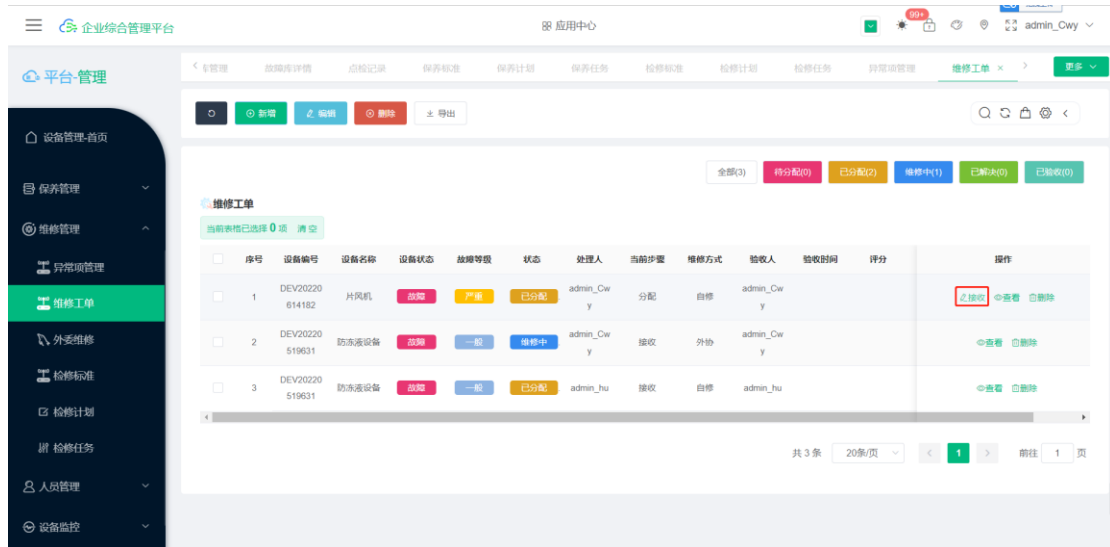 企业综合管理平台
应用中心
99+
admin_Cwy
平台-管理
故障库详情 点检记录 保养标准 保养计划 保养任务 检修标准 检修计划 检修任务 异常项管理 维修工单 ×
更多
新增 编辑 删除 导出
设备管理-首页
保养管理
维修管理
异常项管理
维修工单
外委维修
检修标准
检修计划
检修任务
人员管理
设备监控
全部(3) 待分配(0) 已分配(2) 维修中(1) 已解决(0) 已验收(0)
维修工单
当前表格已选择 0 项 清空
序号 设备编号 设备名称 设备状态 故障等级 状态 处理人 当前步骤 维修方式 验收人 验收时间 评分 操作
1 DEV20220614182 片风机 故障 严重 已分配 admin_Cwy 分配 自修 admin_Cwy 接收 查看 删除
2 DEV20220519631 防冻液设备 故障 一般 维修中 admin_Cwy 接收 外协 admin_Cwy 查看 删除
3 DEV20220519631 防冻液设备 故障 一般 已分配 admin_hu 接收 自修 admin_hu 查看 删除
共 3 条 20条/页 1 前往 1 页